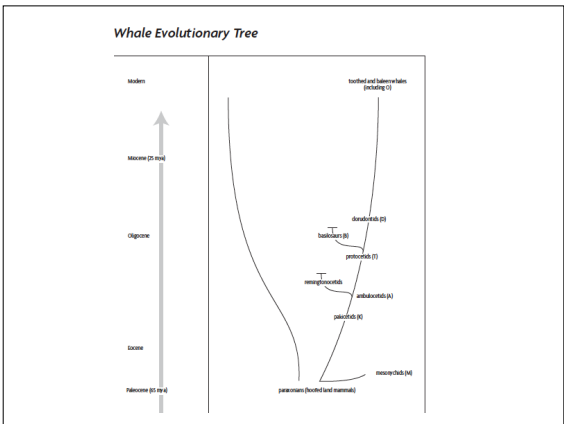 Whale Evolutionary Tree
Modern
toothed and baleen whales
(including O)
Miocene (25 mya)
dorudontids (D)
Oligocene
basilosaurs (B)
protocetids (T)
remingtonocetids
ambulocetids (A)
pakicetids (K)
Eocene
mesonychids (M)
Paleocene (65 mya)
paraxonians (hoofed land mammals)